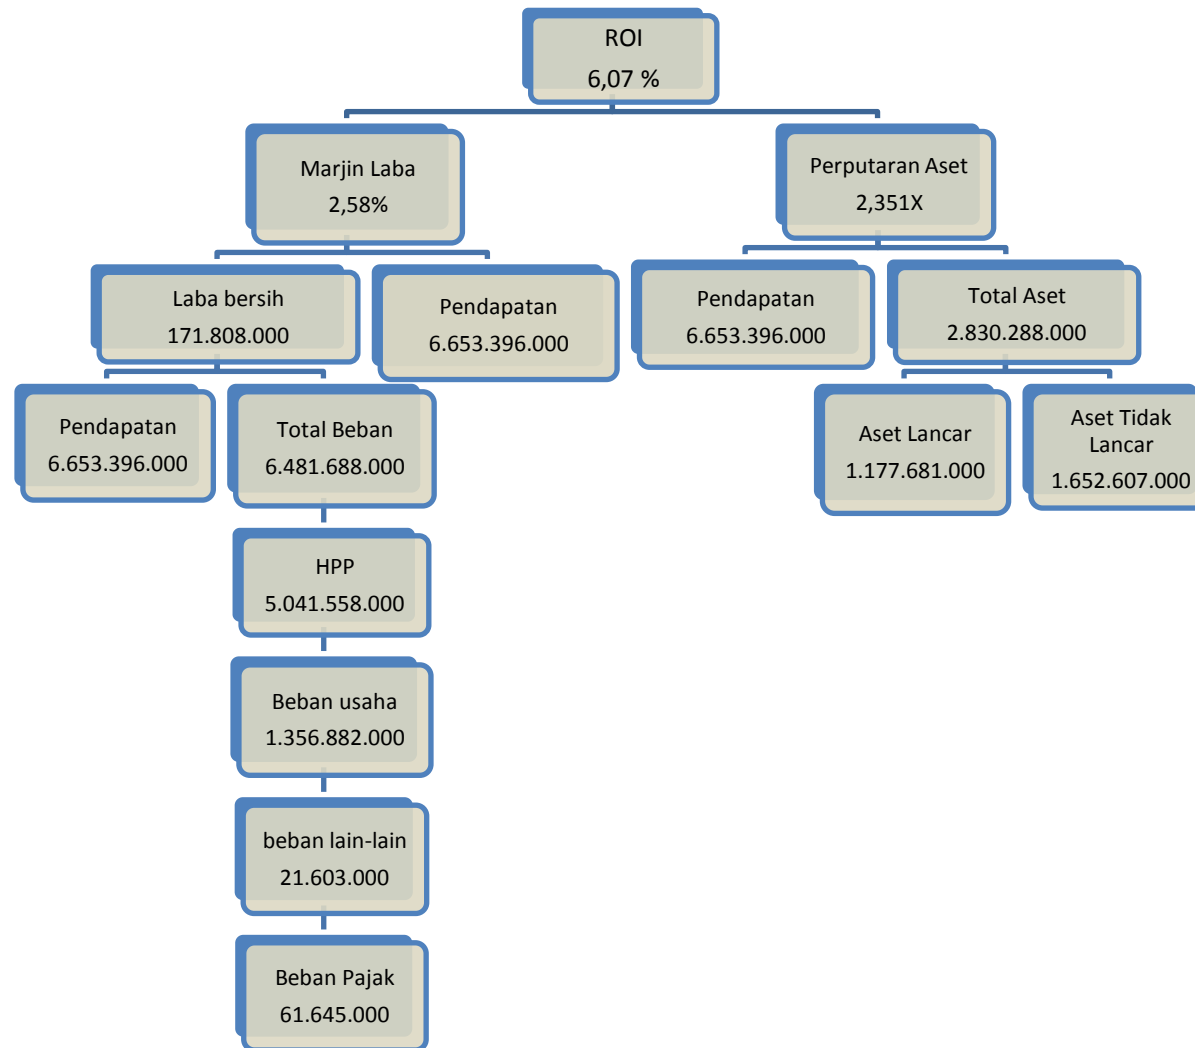 ROI
6,07 %
Marjin Laba
2,58%
Perputaran Aset
2,351X
Laba bersih
171.808.000
Pendapatan
6.653.396.000
Pendapatan
6.653.396.000
Total Aset
2.830.288.000
Pendapatan
6.653.396.000
Total Beban
6.481.688.000
Aset Lancar
1.177.681.000
Aset Tidak
Lancar
1.652.607.000
HPP
5.041.558.000
Beban usaha
1.356.882.000
beban lain-lain
21.603.000
Beban Pajak
61.645.000